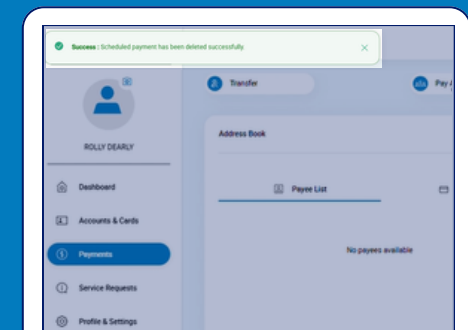 Success : Scheduled payment has been deleted successfully.
Transfer
Pay
Address Book
ROLLY DEARLY
Dashboard
Payee List
Accounts & Cards
Payments
No payees available
Service Requests
Profile & Settings